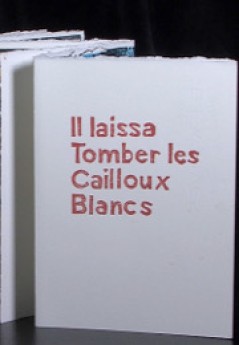 Il laissa
Tomber les
Cailloux
Blancs